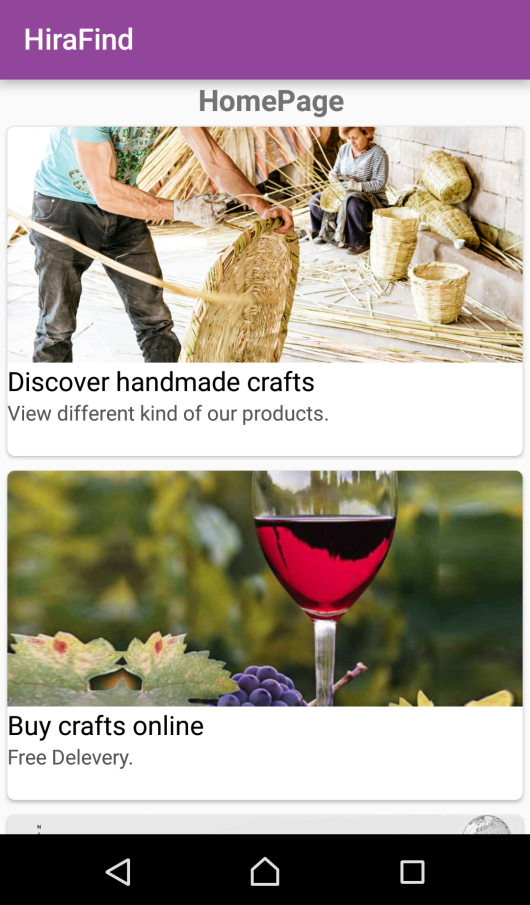 HiraFind
HomePage
Discover handmade crafts
View different kind of our products.
Buy crafts online
Free Delevery.
N